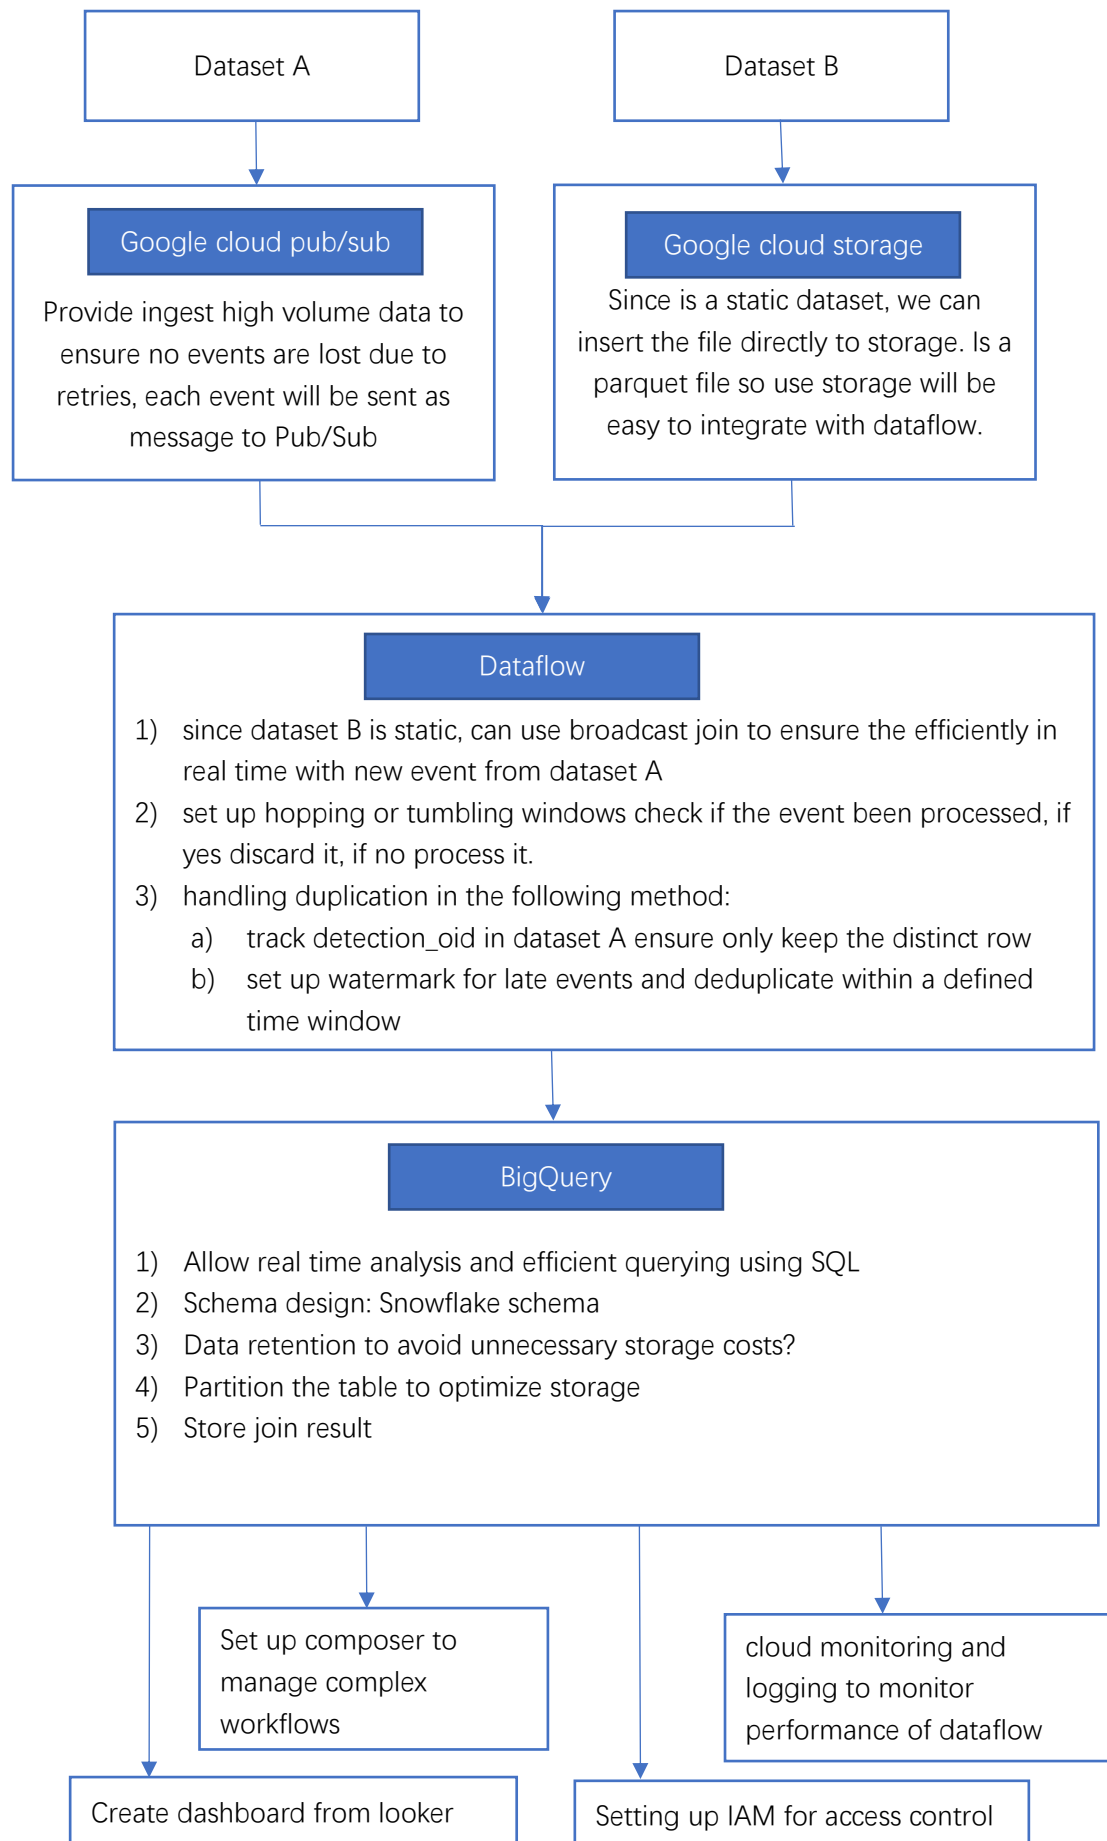 Dataset A
Dataset B
Google cloud pub/sub
Provide ingest high volume data to
ensure no events are lost due to
retries, each event will be sent as
message to Pub/Sub
Google cloud storage
Since is a static dataset, we can
insert the file directly to storage. Is a
parquet file so use storage will be
easy to integrate with dataflow.
Dataflow
1) since dataset B is static, can use broadcast join to ensure the efficiently in
real time with new event from dataset A
2) set up hopping or tumbling windows check if the event been processed, if
yes discard it, if no process it.
3) handling duplication in the following method:
a) track detection_oid in dataset A ensure only keep the distinct row
b) set up watermark for late events and deduplicate within a defined
time window
BigQuery
1) Allow real time analysis and efficient querying using SQL
2) Schema design: Snowflake schema
3) Data retention to avoid unnecessary storage costs?
4) Partition the table to optimize storage
5) Store join result
Set up composer to
manage complex
workflows
cloud monitoring and
logging to monitor
performance of dataflow
Create dashboard from looker
Setting up IAM for access control